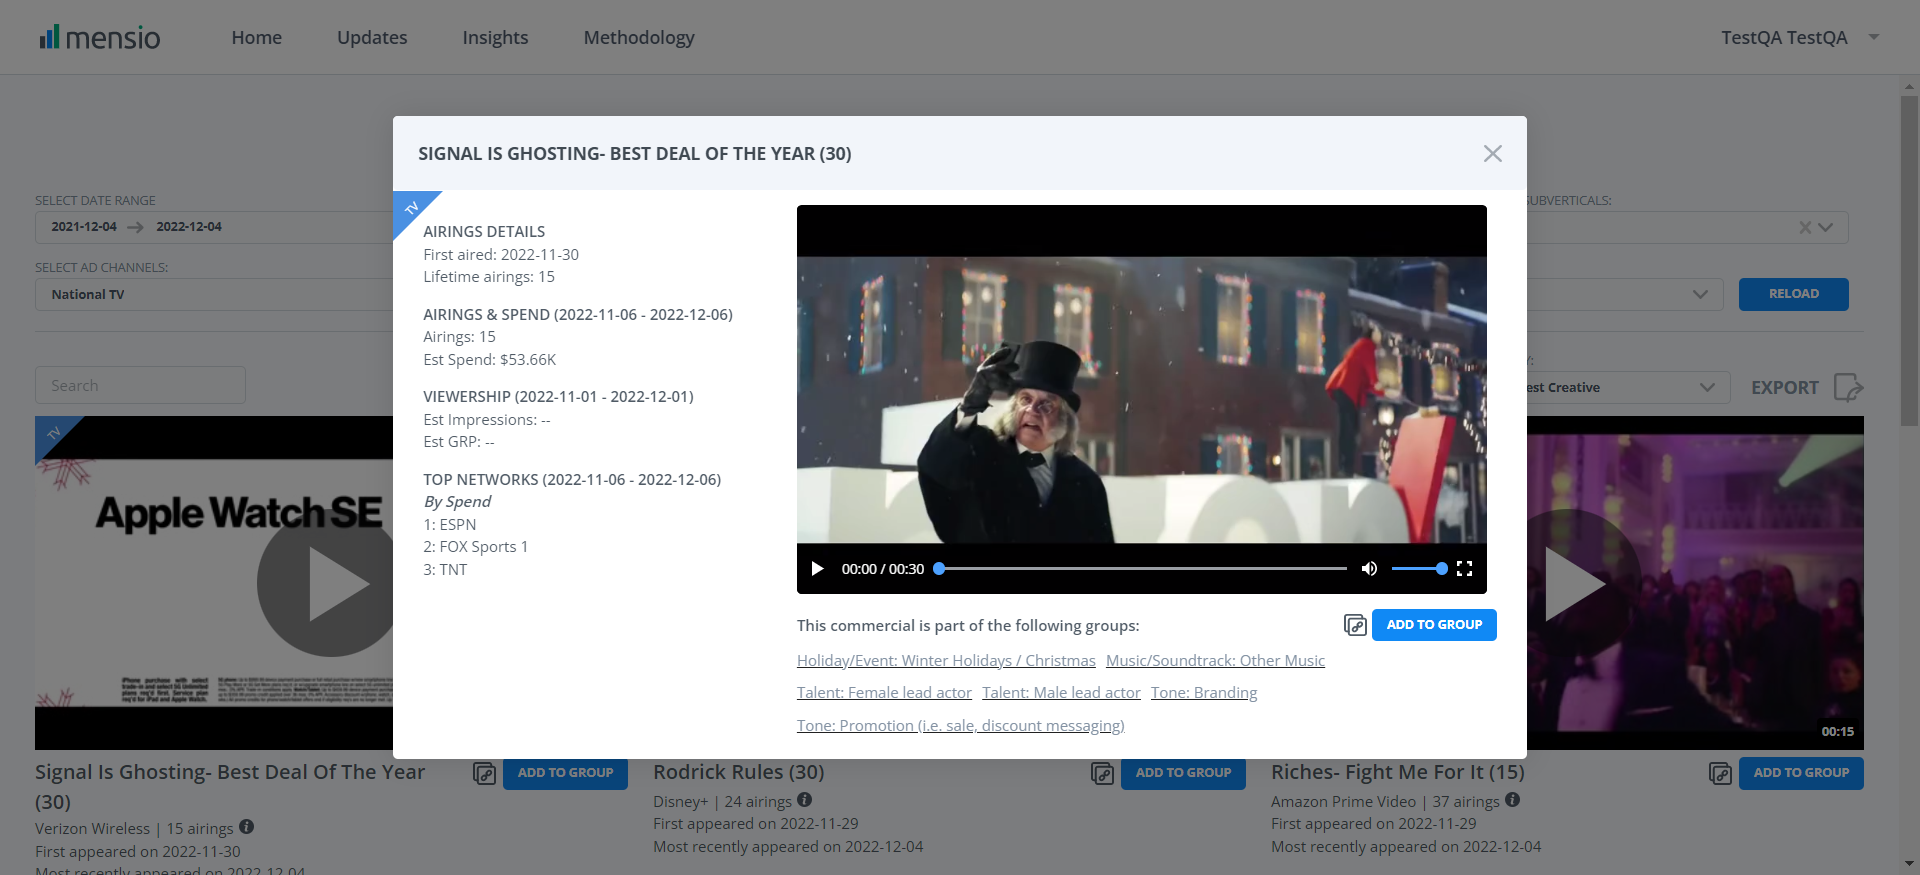 mensio
Home
Updates
Insights
Methodology
TestQA TestQA
SIGNAL IS GHOSTING- BEST DEAL OF THE YEAR (30)
SELECT DATE RANGE
2021-12-04
2022-12-04
SUBVERTICALS:
SELECT AD CHANNELS:
National TV
RELOAD
Search
est Creative
EXPORT
TV
AIRINGS DETAILS
First aired: 2022-11-30
Lifetime airings: 15
AIRINGS & SPEND (2022-11-06 - 2022-12-06)
Airings: 15
Est Spend: $53.66K
VIEWERSHIP (2022-11-01 - 2022-12-01)
Est Impressions: --
Est GRP: --
TOP NETWORKS (2022-11-06 - 2022-12-06)
By Spend
1: ESPN
2: FOX Sports 1
3: TNT
00:00 / 00:30
This commercial is part of the following groups:
ADD TO GROUP
Holiday/Event: Winter Holidays / Christmas Music/Soundtrack: Other Music
Talent: Female lead actor Talent: Male lead actor Tone: Branding
Tone: Promotion (i.e. sale, discount messaging)
TV
Apple Watch SE
00:15
Signal Is Ghosting- Best Deal Of The Year
(30)
ADD TO GROUP
Verizon Wireless | 15 airings
First appeared on 2022-11-30
Most recently appeared on 2022-12-04
Rodrick Rules (30)
ADD TO GROUP
Disney+ | 24 airings
First appeared on 2022-11-29
Most recently appeared on 2022-12-04
Riches- Fight Me For It (15)
ADD TO GROUP
Amazon Prime Video | 37 airings
First appeared on 2022-11-29
Most recently appeared on 2022-12-04